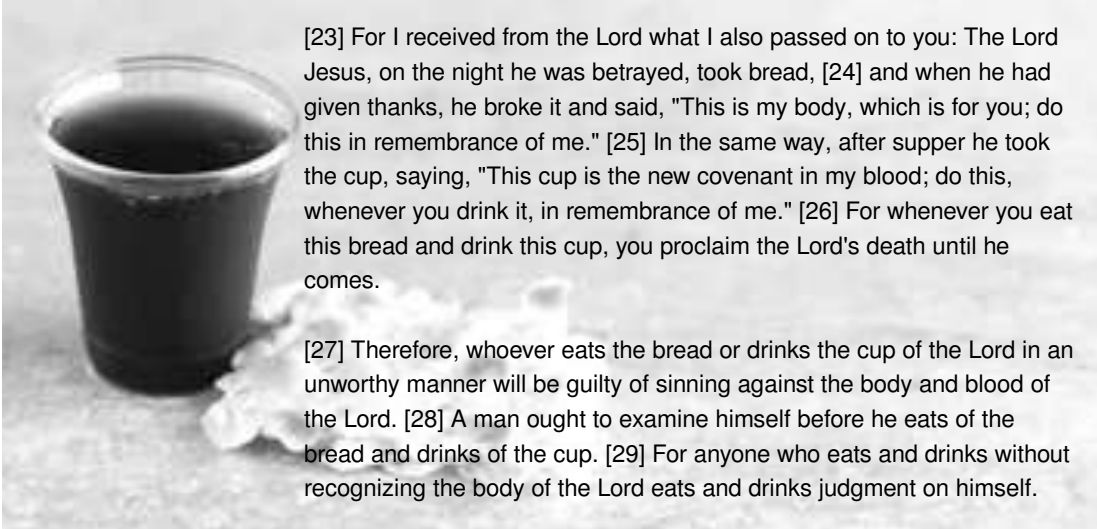 [23] For I received from the Lord what I also passed on to you: The Lord
Jesus, on the night he was betrayed, took bread, [24] and when he had
given thanks, he broke it and said, "This is my body, which is for you; do
this in remembrance of me." [25] In the same way, after supper he took
the cup, saying, "This cup is the new covenant in my blood; do this,
whenever you drink it, in remembrance of me." [26] For whenever you eat
this bread and drink this cup, you proclaim the Lord's death until he
comes.
[27] Therefore, whoever eats the bread or drinks the cup of the Lord in an
unworthy manner will be guilty of sinning against the body and blood of
the Lord. [28] A man ought to examine himself before he eats of the
bread and drinks of the cup. [29] For anyone who eats and drinks without
recognizing the body of the Lord eats and drinks judgment on himself.